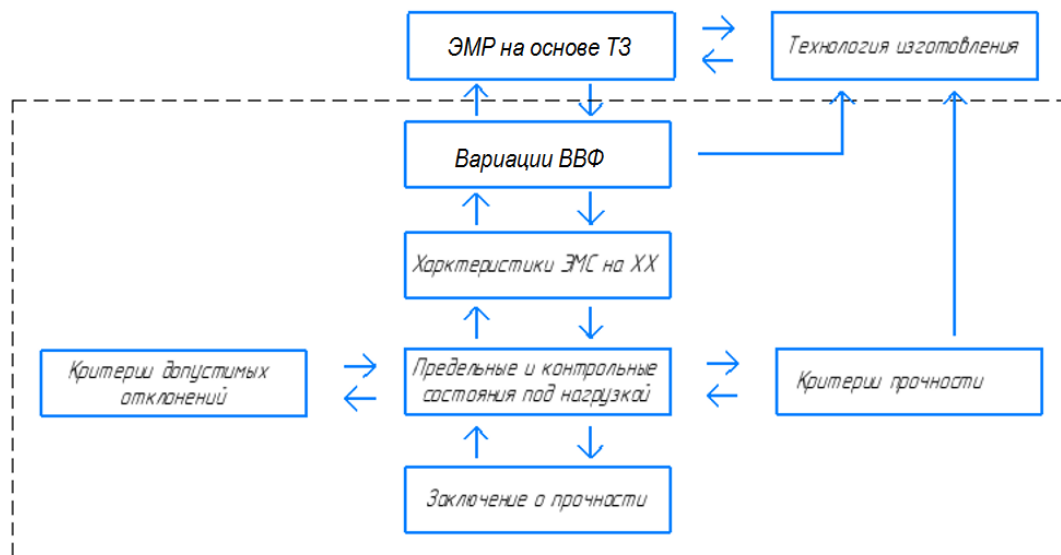 ЭМР на основе ТЗ
Технология изготовления
Вариации ВВФ
Харктеристики ЭМС на ХХ
Критерии допустимых
отклонений
Предельные и контрольные
состояния под нагрузкой
Критерии прочности
Заключение о прочности